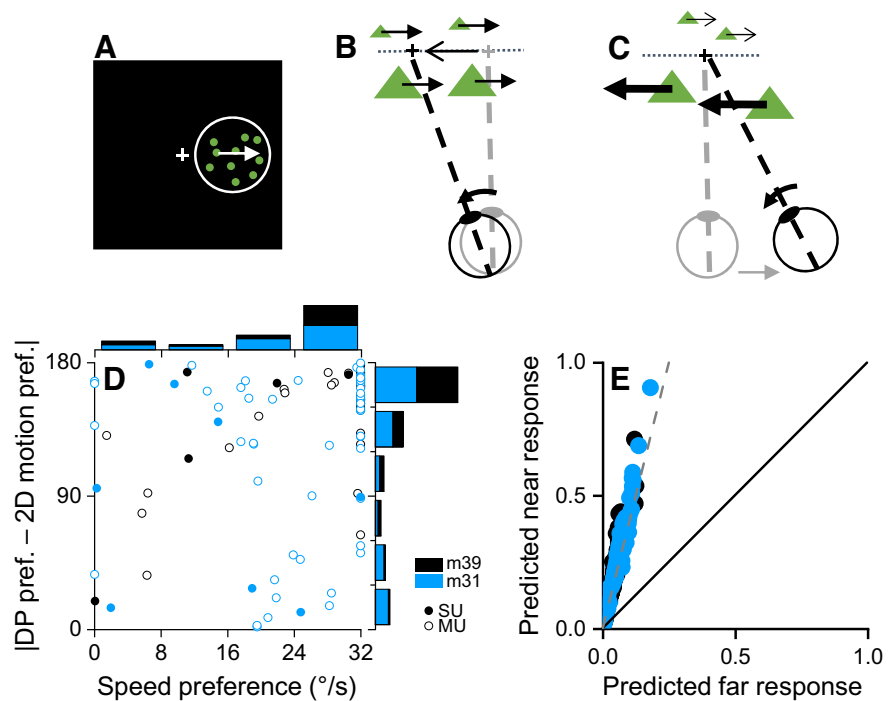 A
B
C
D
|DP pref. – 2D motion pref.|
180
90
0
0
8
16
24
32
Speed preference (°/s)
m39
m31
SU
MU
E
Predicted near response
1.0
0.5
0.0
0.0
0.5
1.0
Predicted far response